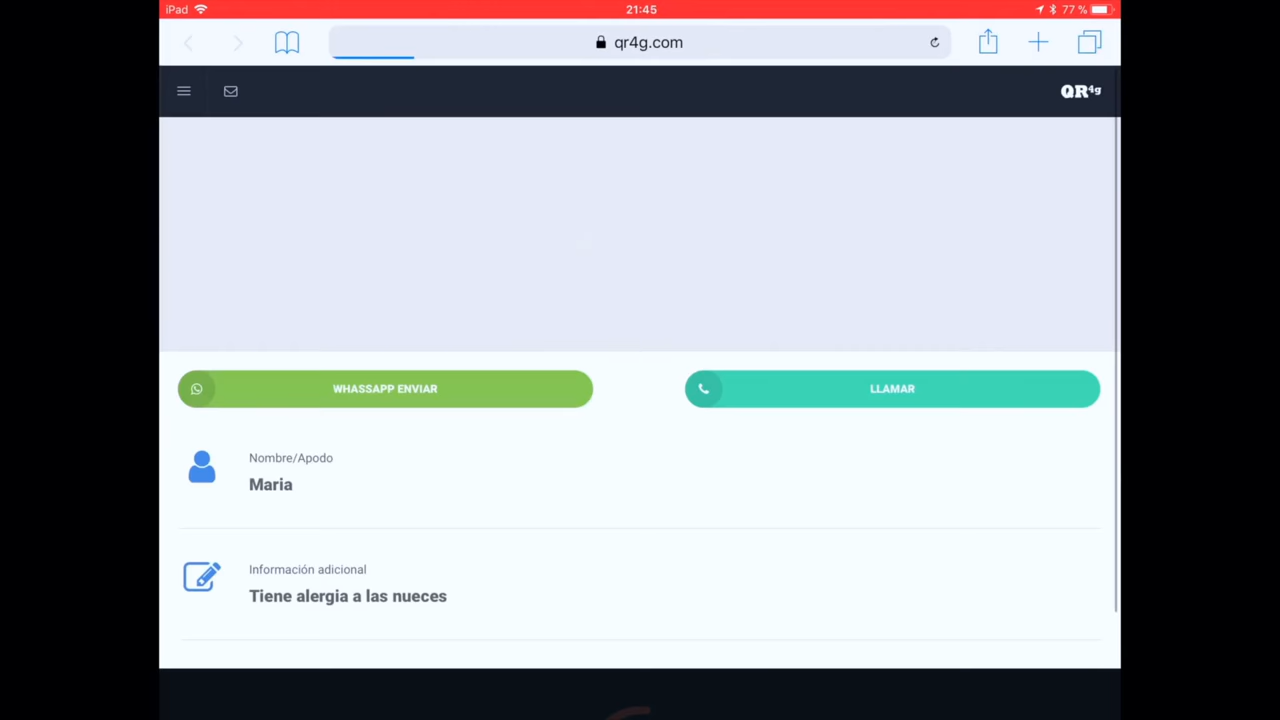 iPad 21:45 77 %
qr4g.com
QR4g
WHASSAPP ENVIAR LLAMAR
Nombre/Apodo
Maria
Información adicional
Tiene alergia a las nueces